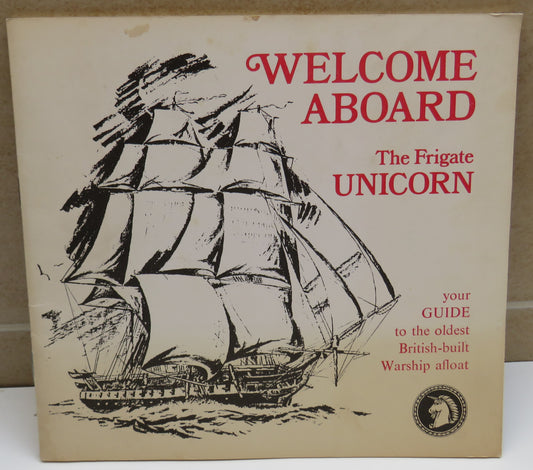 WELCOME
ABOARD
The Frigate
UNICORN
your
GUIDE
to the oldest
British-built
Warship afloat